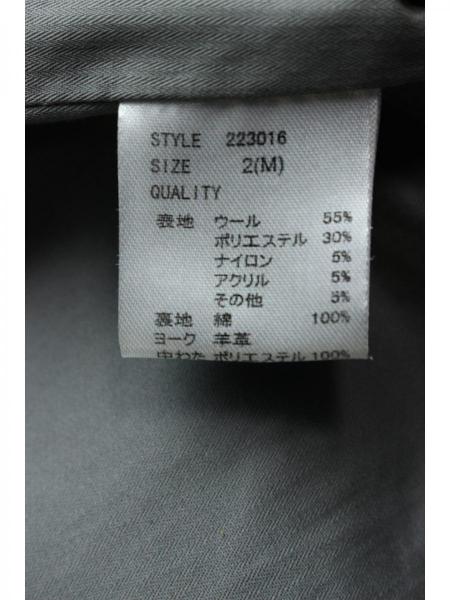 STYLE 223016
SIZE 2(M)
QUALITY
表地 ウール 55%
ポリエステル 30%
ナイロン 5%
アクリル 5%
その他 5%
裏地 綿 100%
ヨーク 羊革
中わた ポリエステル 100%